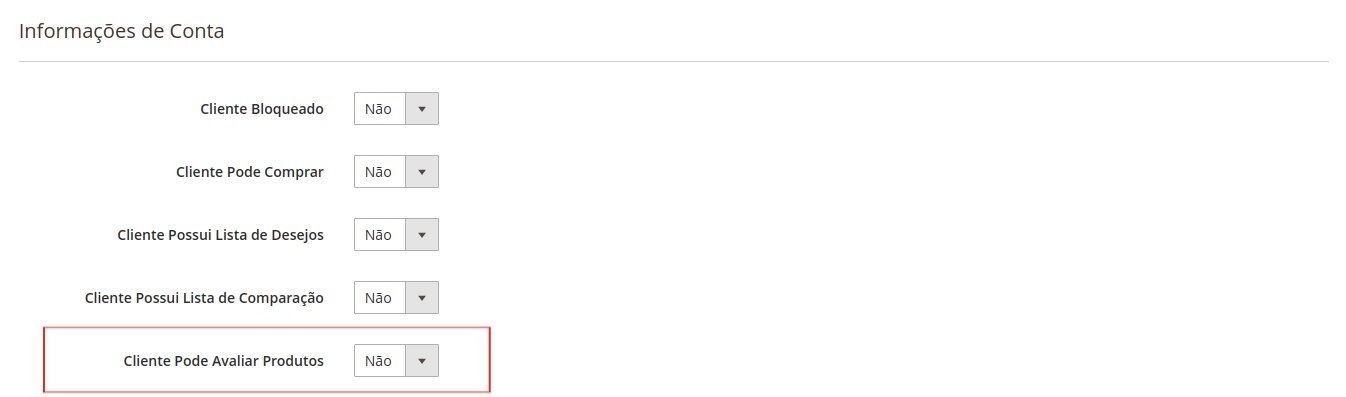 Informações de Conta
Cliente Bloqueado Não
Cliente Pode Comprar Não
Cliente Possui Lista de Desejos Não
Cliente Possui Lista de Comparação Não
Cliente Pode Avaliar Produtos Não